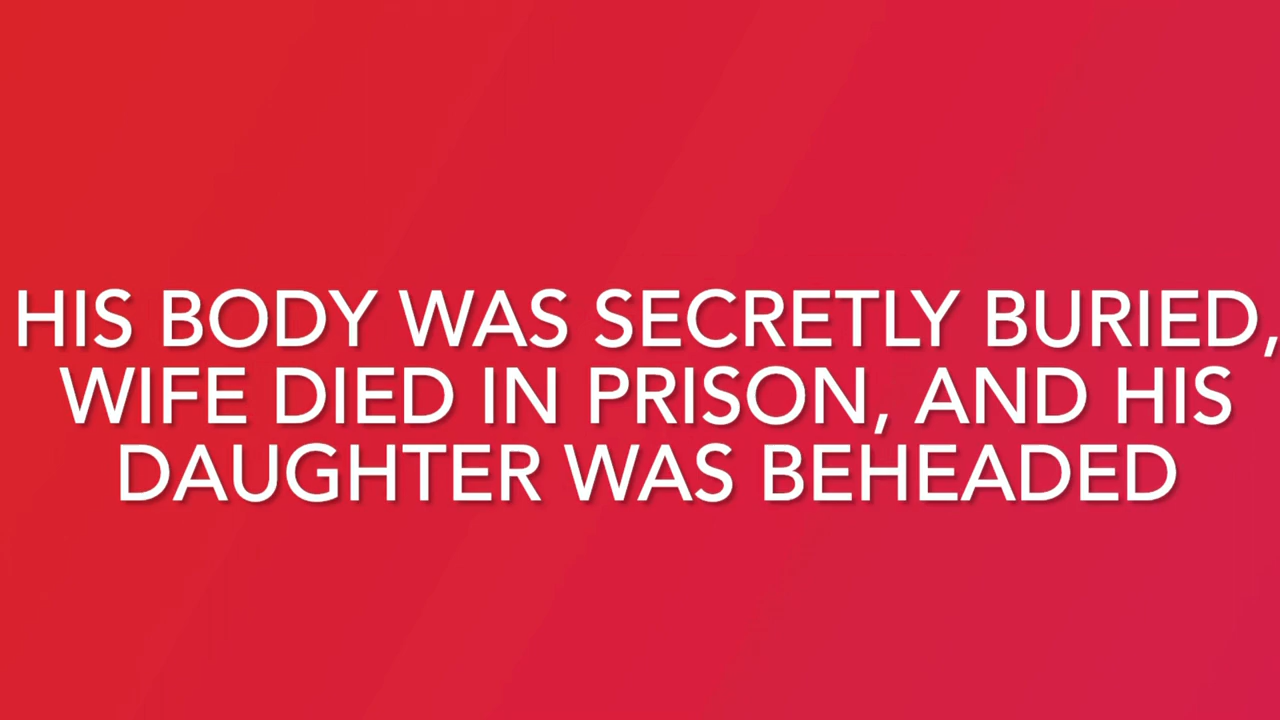 HIS BODY WAS SECRETLY BURIED,
WIFE DIED IN PRISON, AND HIS
DAUGHTER WAS BEHEADED